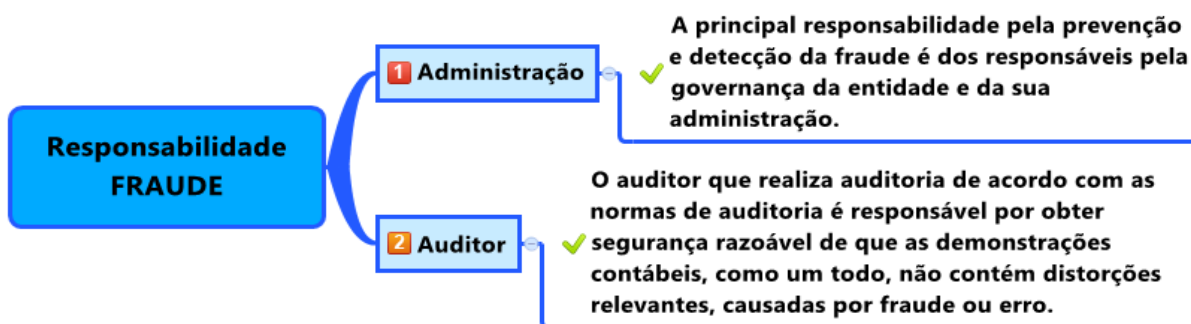 Responsabilidade
FRAUDE
1 Administração
A principal responsabilidade pela prevenção
e detecção da fraude é dos responsáveis pela
governança da entidade e da sua
administração.
2 Auditor
O auditor que realiza auditoria de acordo com as
normas de auditoria é responsável por obter
segurança razoável de que as demonstrações
contábeis, como um todo, não contém distorções
relevantes, causadas por fraude ou erro.